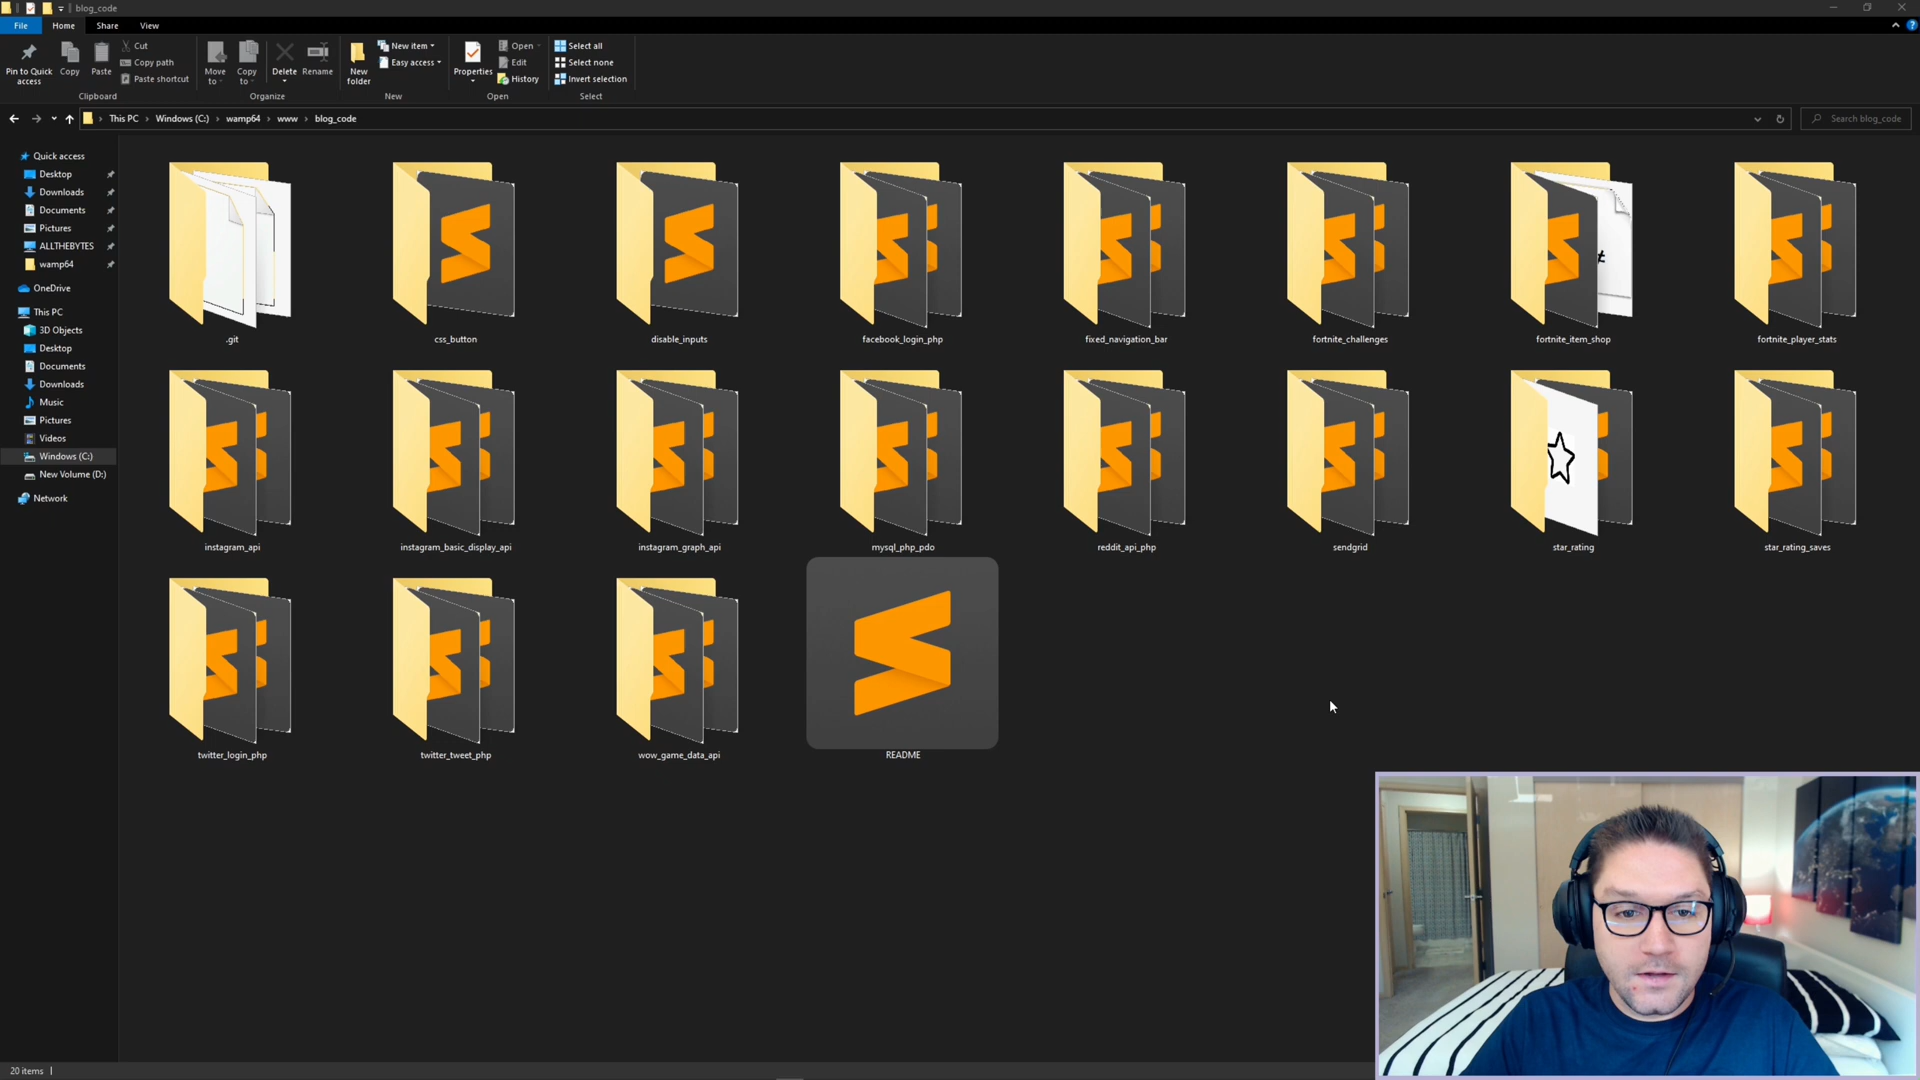 blog_code
File Home Share View
Pin to Quick access
Copy
Paste
Cut
Copy path
Paste shortcut
Clipboard
Move to
Copy to
Delete
Rename
Organize
New folder
New item
Easy access
New
Properties
Open
Edit
History
Open
Select all
Select none
Invert selection
Select
This PC › Windows (C:) › wamp64 › www › blog_code
Search blog_code
Quick access
Desktop
Downloads
Documents
Pictures
ALLTHEBYTES
wamp64
OneDrive
This PC
3D Objects
Desktop
Documents
Downloads
Music
Pictures
Videos
Windows (C:)
New Volume (D:)
Network
.git
css_button
disable_inputs
facebook_login_php
fixed_navigation_bar
fortnite_challenges
fortnite_item_shop
fortnite_player_stats
instagram_api
instagram_basic_display_api
instagram_graph_api
mysql_php_pdo
reddit_api_php
sendgrid
star_rating
star_rating_saves
twitter_login_php
twitter_tweet_php
wow_game_data_api
README
20 items